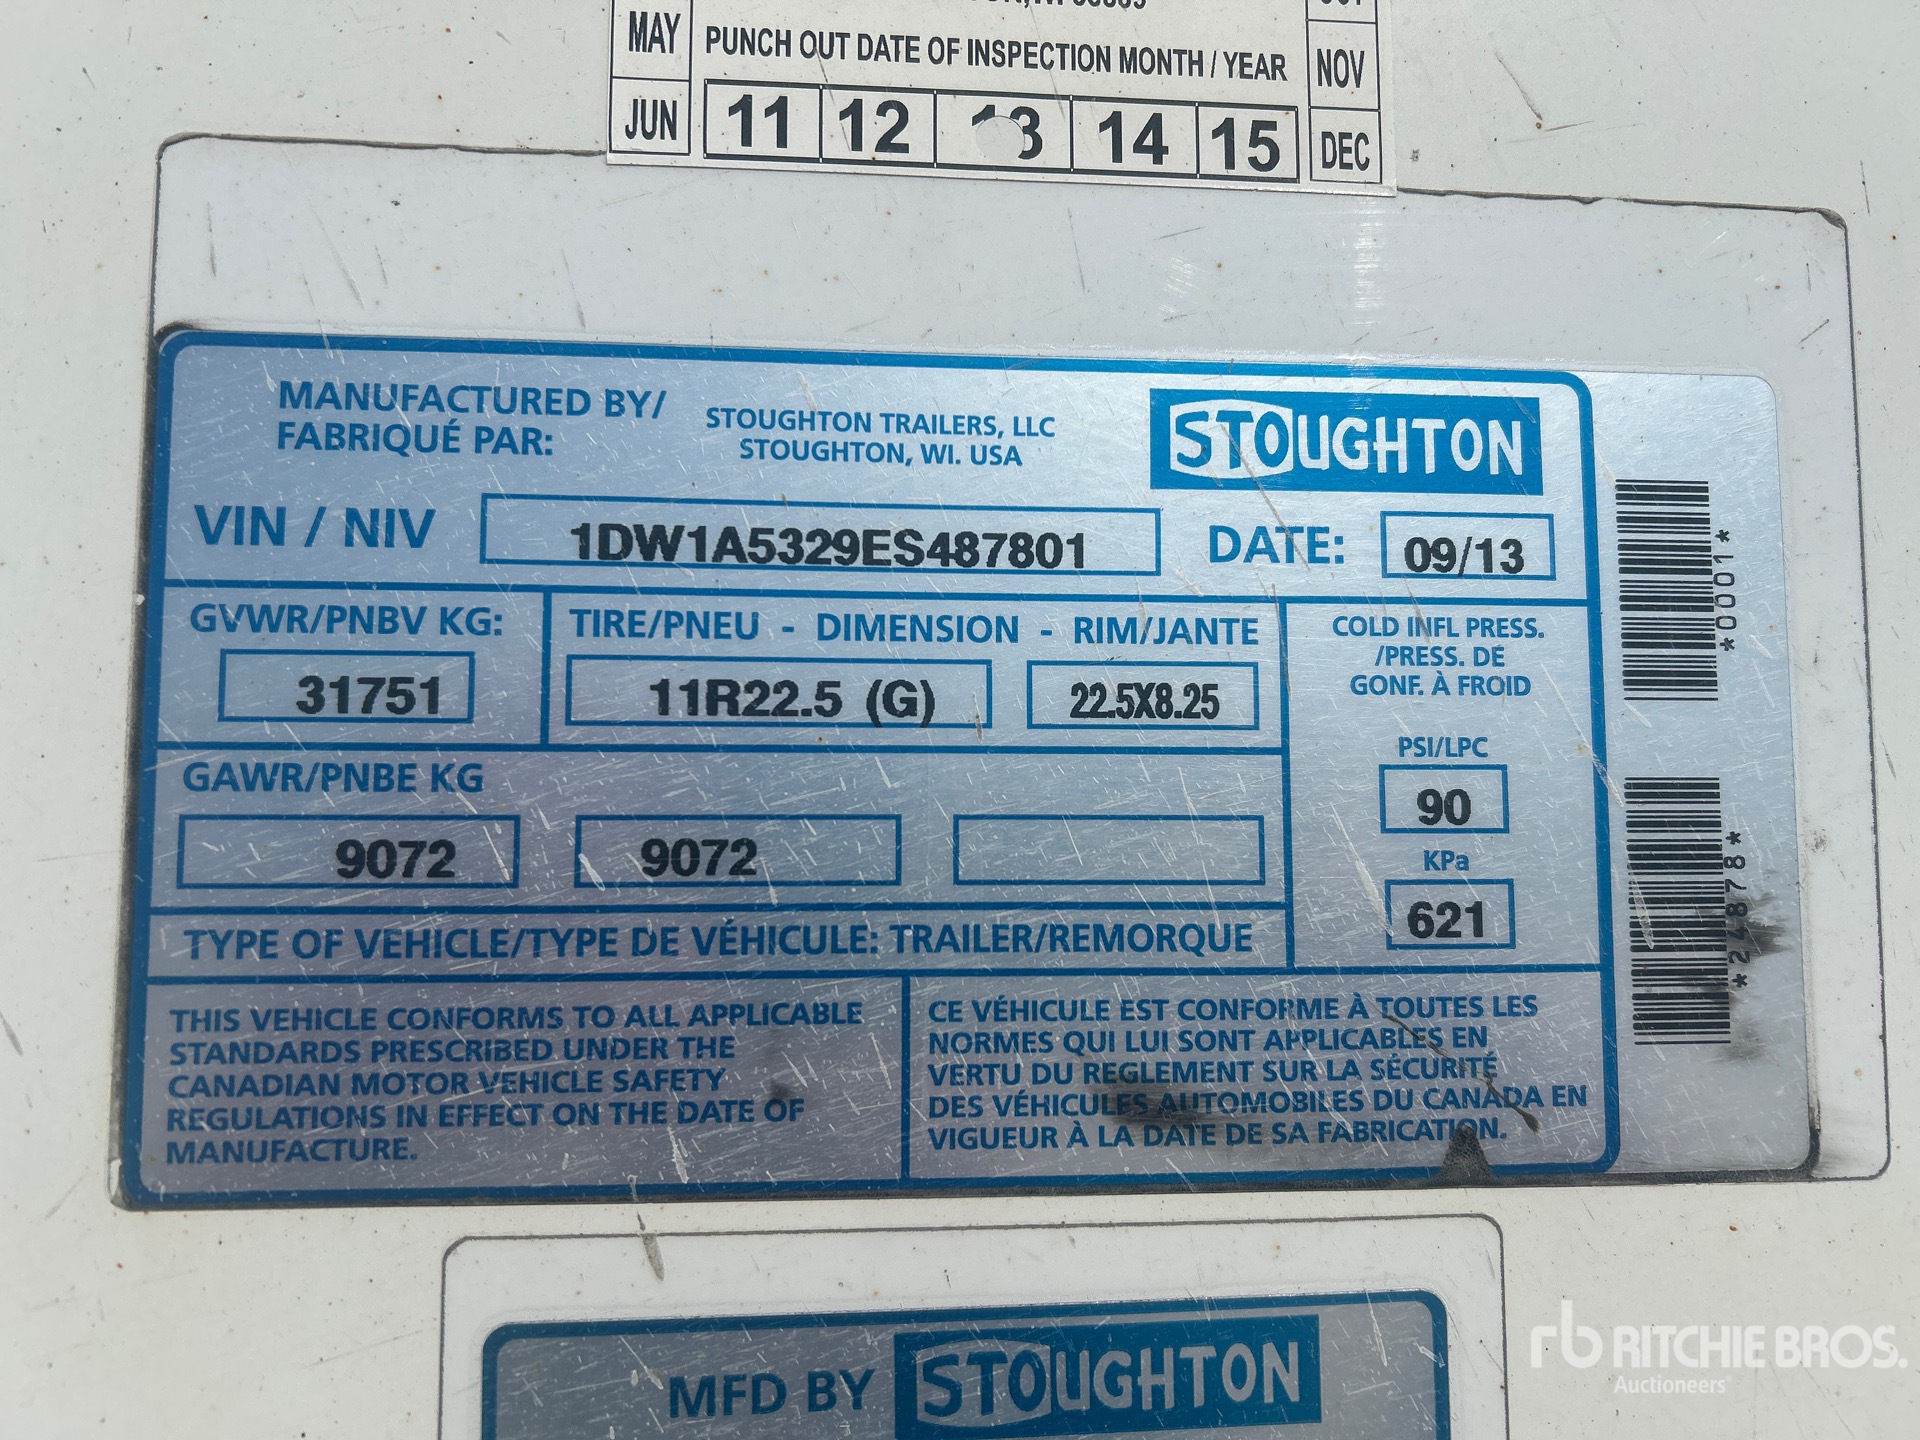 MAY
PUNCH OUT DATE OF INSPECTION MONTH / YEAR
NOV
JUN
11 12 13 14 15
DEC
MANUFACTURED BY/
FABRIQUÉ PAR:
STOUGHTON TRAILERS, LLC
STOUGHTON, WI. USA
STOUGHTON
VIN / NIV
1DW1A5329ES487801
DATE:
09/13
GVWR/PNBV KG:
31751
TIRE/PNEU - DIMENSION - RIM/JANTE
11R22.5 (G)
22.5X8.25
COLD INFL PRESS.
/PRESS. DE
GONF. À FROID
PSI/LPC
90
KPa
621
GAWR/PNBE KG
9072
9072
TYPE OF VEHICLE/TYPE DE VÉHICULE: TRAILER/REMORQUE
THIS VEHICLE CONFORMS TO ALL APPLICABLE
STANDARDS PRESCRIBED UNDER THE
CANADIAN MOTOR VEHICLE SAFETY
REGULATIONS IN EFFECT ON THE DATE OF
MANUFACTURE.
CE VÉHICULE EST CONFORME À TOUTES LES
NORMES QUI LUI SONT APPLICABLES EN
VERTU DU REGLEMENT SUR LA SÉCURITÉ
DES VÉHICULES AUTOMOBILES DU CANADA EN
VIGUEUR À LA DATE DE SA FABRICATION.
*0001*
*24878*
MFD BY STOUGHTON
rb RITCHIE BROS.
Auctioneers